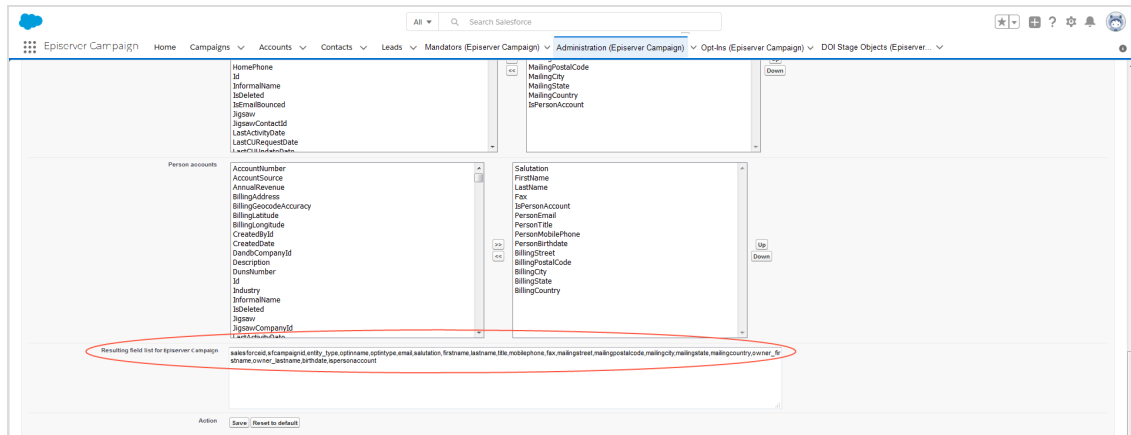 All
Search Salesforce
Episerver Campaign
Home
Campaigns
Accounts
Contacts
Leads
Mandators (Episerver Campaign)
Administration (Episerver Campaign)
Opt-Ins (Episerver Campaign)
DOI Stage Objects (Episerver...
HomePhone
Id
InformalName
IsDeleted
IsEmailBounced
Jigsaw
JigsawContactId
LastActivityDate
LastCURequestDate
LastCUUpdateDate
<<
MailingPostalCode
MailingCity
MailingState
MailingCountry
IsPersonAccount
Down
Person accounts
AccountNumber
AccountSource
AnnualRevenue
BillingAddress
BillingGeocodeAccuracy
BillingLatitude
BillingLongitude
CreatedById
CreatedDate
DandbCompanyId
Description
DunsNumber
Id
Industry
InformalName
IsDeleted
Jigsaw
JigsawCompanyId
LastActivityDate
>>
<<
Salutation
FirstName
LastName
Fax
IsPersonAccount
PersonEmail
PersonTitle
PersonMobilePhone
PersonBirthdate
BillingStreet
BillingPostalCode
BillingCity
BillingState
BillingCountry
Up
Down
Resulting field list for Episerver Campaign
salesforceid,sfcampaignid,entity_type,optinname,optintype,email,salutation,firstname,lastname,title,mobilephone,fax,mailingstreet,mailingpostalcode,mailingcity,mailingstate,mailingcountry,owner_fir
stname,owner_lastname,birthdate,ispersonaccount
Action
Save
Reset to default